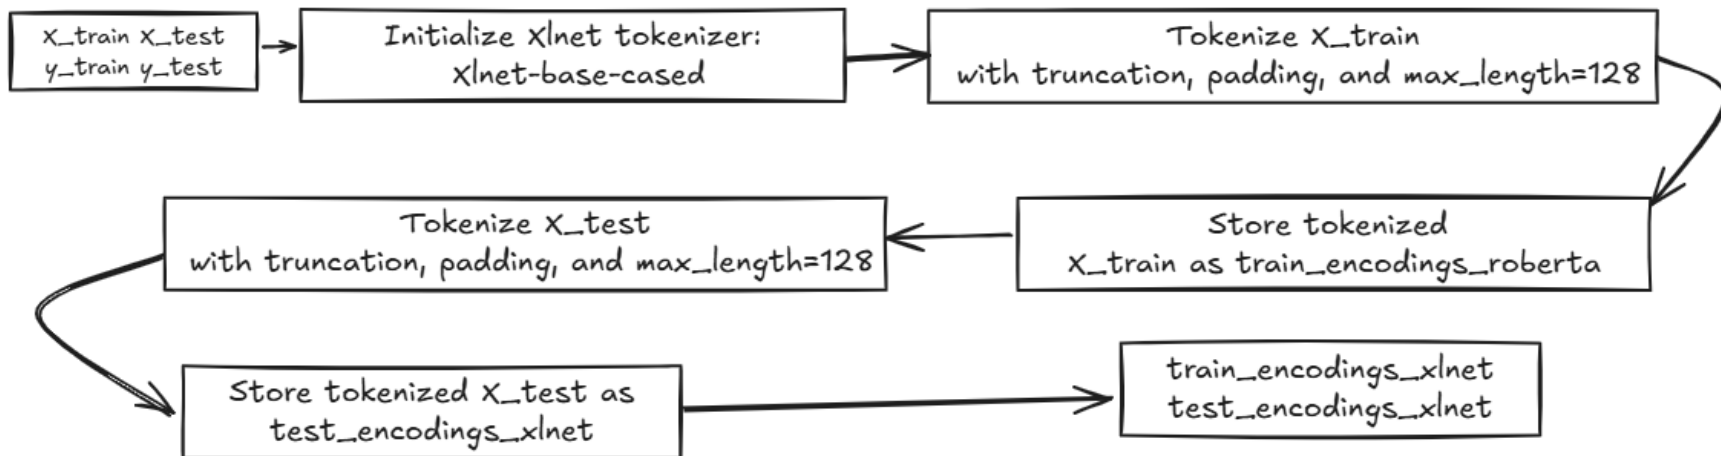 X_train X_test
y_train y_test
Initialize Xlnet tokenizer:
Xlnet-base-cased
Tokenize X_train
with truncation, padding, and max_length=128
Store tokenized
X_train as train_encodings_roberta
Tokenize X_test
with truncation, padding, and max_length=128
Store tokenized X_test as
test_encodings_xlnet
train_encodings_xlnet
test_encodings_xlnet